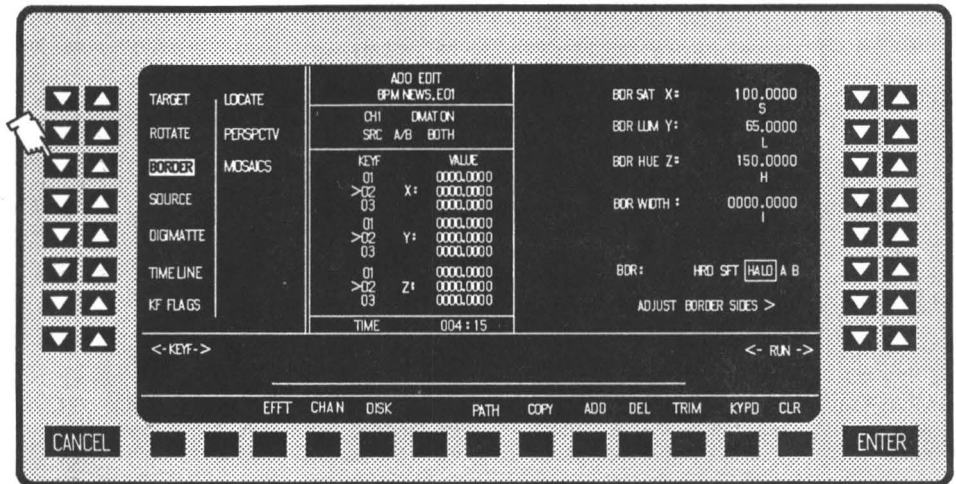 TARGET
ROTATE
BORDER
SOURCE
DIGIMATTE
TIME LINE
KF FLAGS
LOCATE
PERSPCTV
MOSAICS
ADO EDIT
BPM NEWS.E01
CH1 DMAT ON
SRC A/B BOTH
KEYF VALUE
01 0000.0000
>02 X: 0000.0000
03 0000.0000
01 0000.0000
>02 Y: 0000.0000
03 0000.0000
01 0000.0000
>02 Z: 0000.0000
03 0000.0000
TIME 004:15
BDR SAT X= 100.0000
S
BDR LUM Y: 65.0000
L
BDR HUE Z= 150.0000
H
BDR WIDTH : 0000.0000
I
BDR: HRD SFT HALO A B
ADJUST BORDER SIDES >
<-KEYF-> <- RUN ->
EFFT CHAN DISK PATH COPY ADD DEL TRIM KYPD CLR
CANCEL ENTER